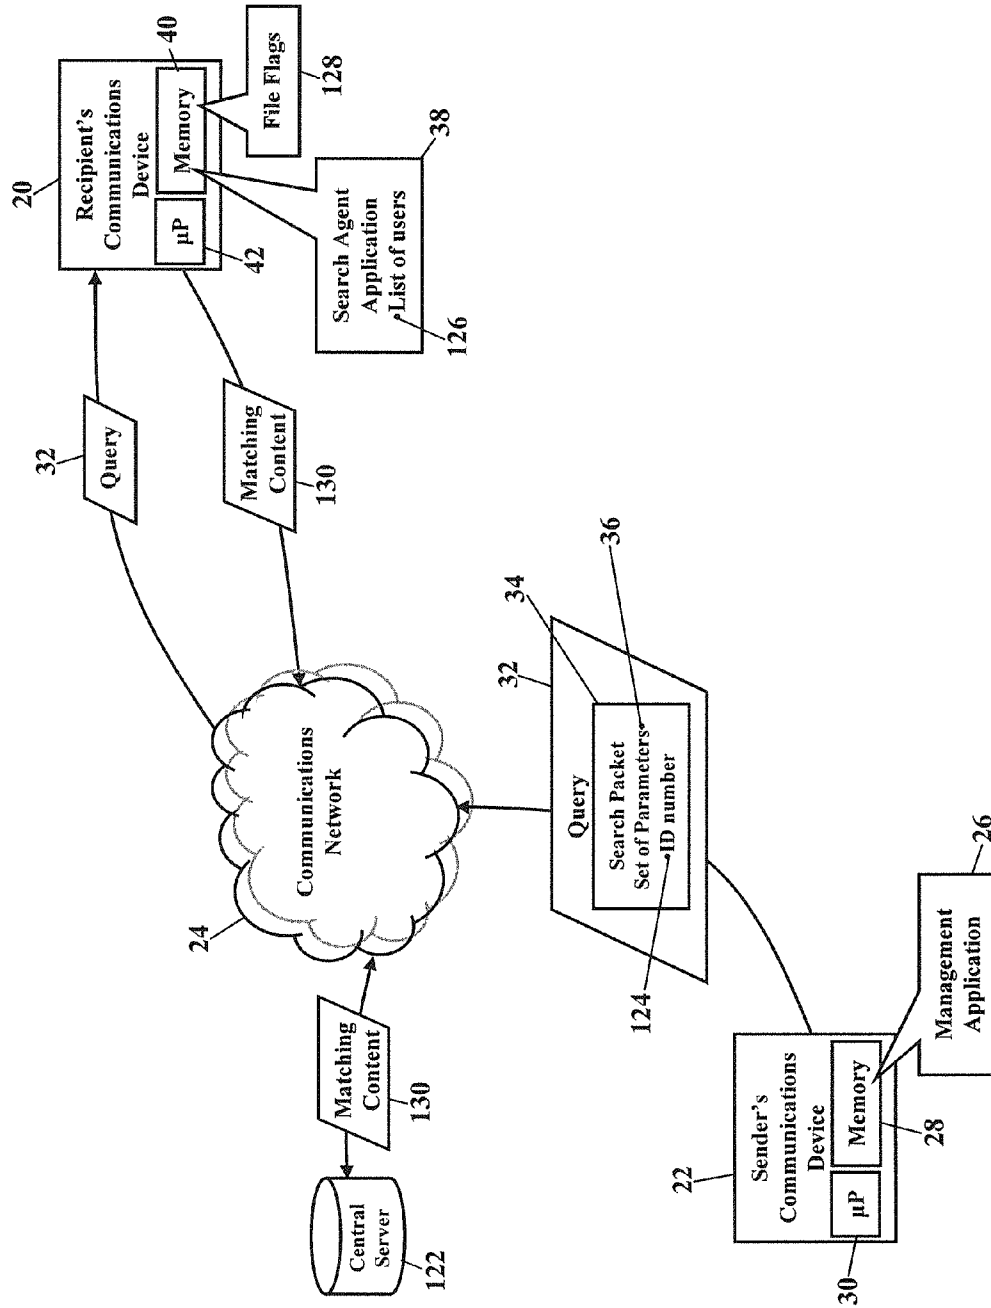 20
Recipient's
Communications
Device
Memory
40
µP
42
File Flags
128
Search Agent
Application
•List of users
38
126
32
Query
Matching
Content
130
24
Communications
Network
Matching
Content
130
Central
Server
122
32
34
36
Query
Search Packet
Set of Parameters•
•ID number
124
22
Sender's
Communications
Device
Memory
28
µP
30
Management
Application
26